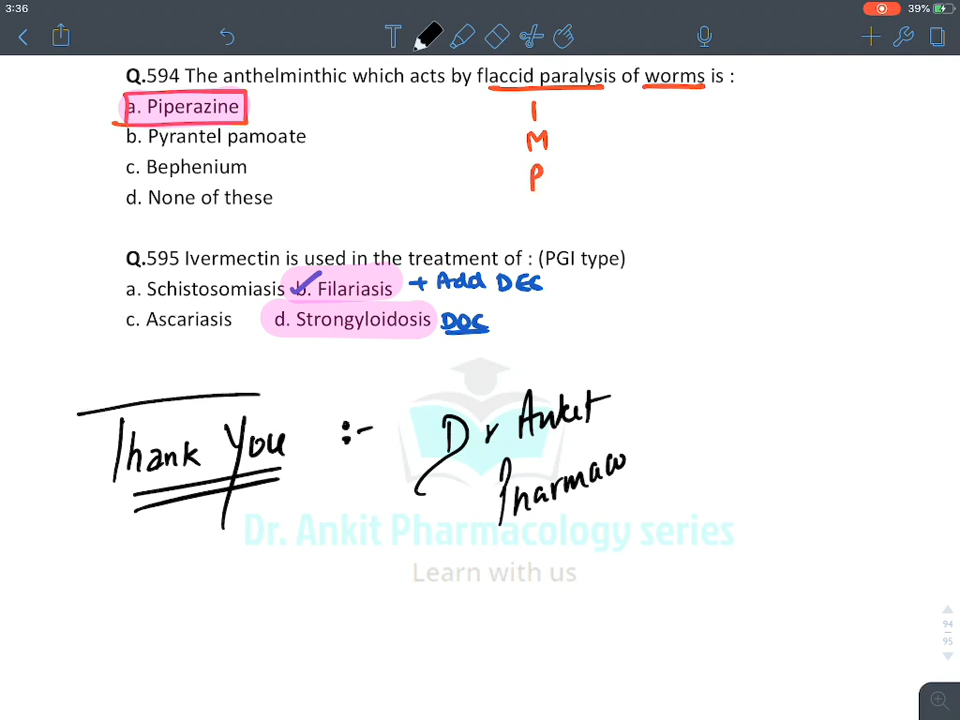 3:36
39%
T
Q.594 The anthelminthic which acts by flaccid paralysis of worms is :
a. Piperazine
I
b. Pyrantel pamoate
M
c. Bephenium
P
d. None of these
Q.595 Ivermectin is used in the treatment of : (PGI type)
a. Schistosomiasis b. Filariasis + Add DEC
c. Ascariasis d. Strongyloidosis DOC
Thank You :- Dr Ankit
Pharmaco
Dr. Ankit Pharmacology series
Learn with us
94
95